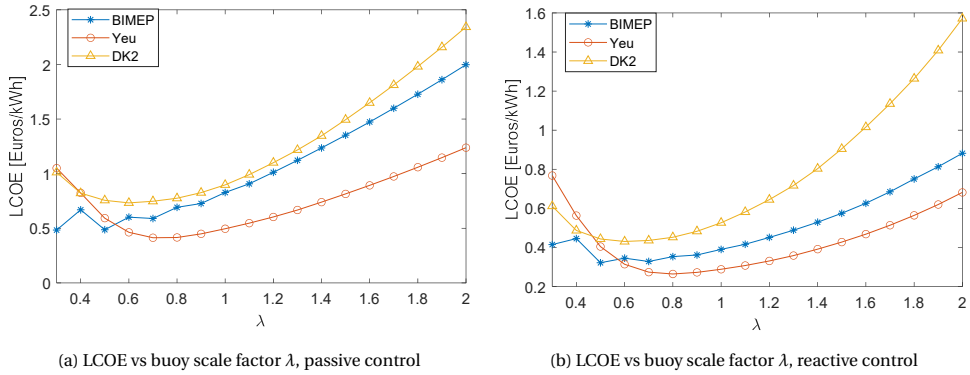 BIMEP
Yeu
DK2
LCOE [Euros/kWh]
2.5
2
1.5
1
0.5
0
0.4 0.6 0.8 1 1.2 1.4 1.6 1.8 2
λ
(a) LCOE vs buoy scale factor λ, passive control
BIMEP
Yeu
DK2
LCOE [Euros/kWh]
1.6
1.4
1.2
1
0.8
0.6
0.4
0.2
0.4 0.6 0.8 1 1.2 1.4 1.6 1.8 2
λ
(b) LCOE vs buoy scale factor λ, reactive control